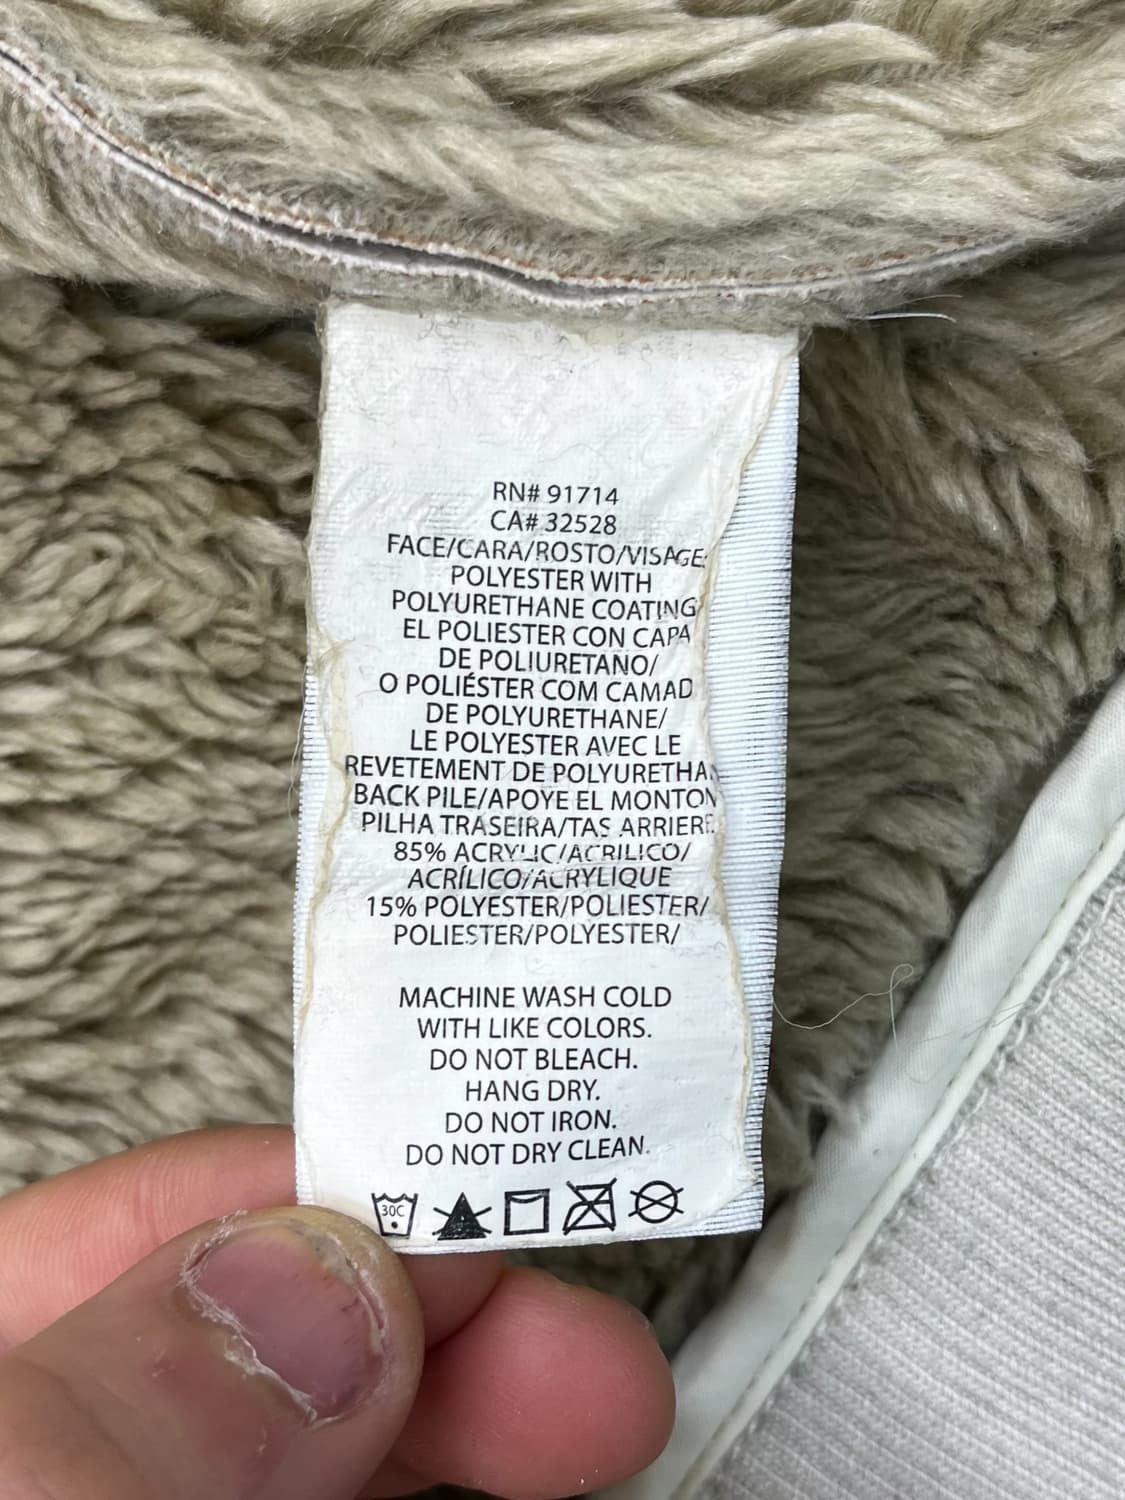 RN# 91714
CA# 32528
FACE/CARA/ROSTO/VISAGE:
POLYESTER WITH
POLYURETHANE COATING
EL POLIESTER CON CAPA
DE POLIURETANO/
O POLIÉSTER COM CAMAD
DE POLYURETHANE/
LE POLYESTER AVEC LE
REVETEMENT DE POLYURETHA
BACK PILE/APOYE EL MONTON
PILHA TRASEIRA/TAS ARRIERE
85% ACRYLIC/ACRILICO/
ACRÍLICO/ACRYLIQUE
15% POLYESTER/POLIESTER/
POLIESTER/POLYESTER/
MACHINE WASH COLD
WITH LIKE COLORS.
DO NOT BLEACH.
HANG DRY.
DO NOT IRON.
DO NOT DRY CLEAN.
30C